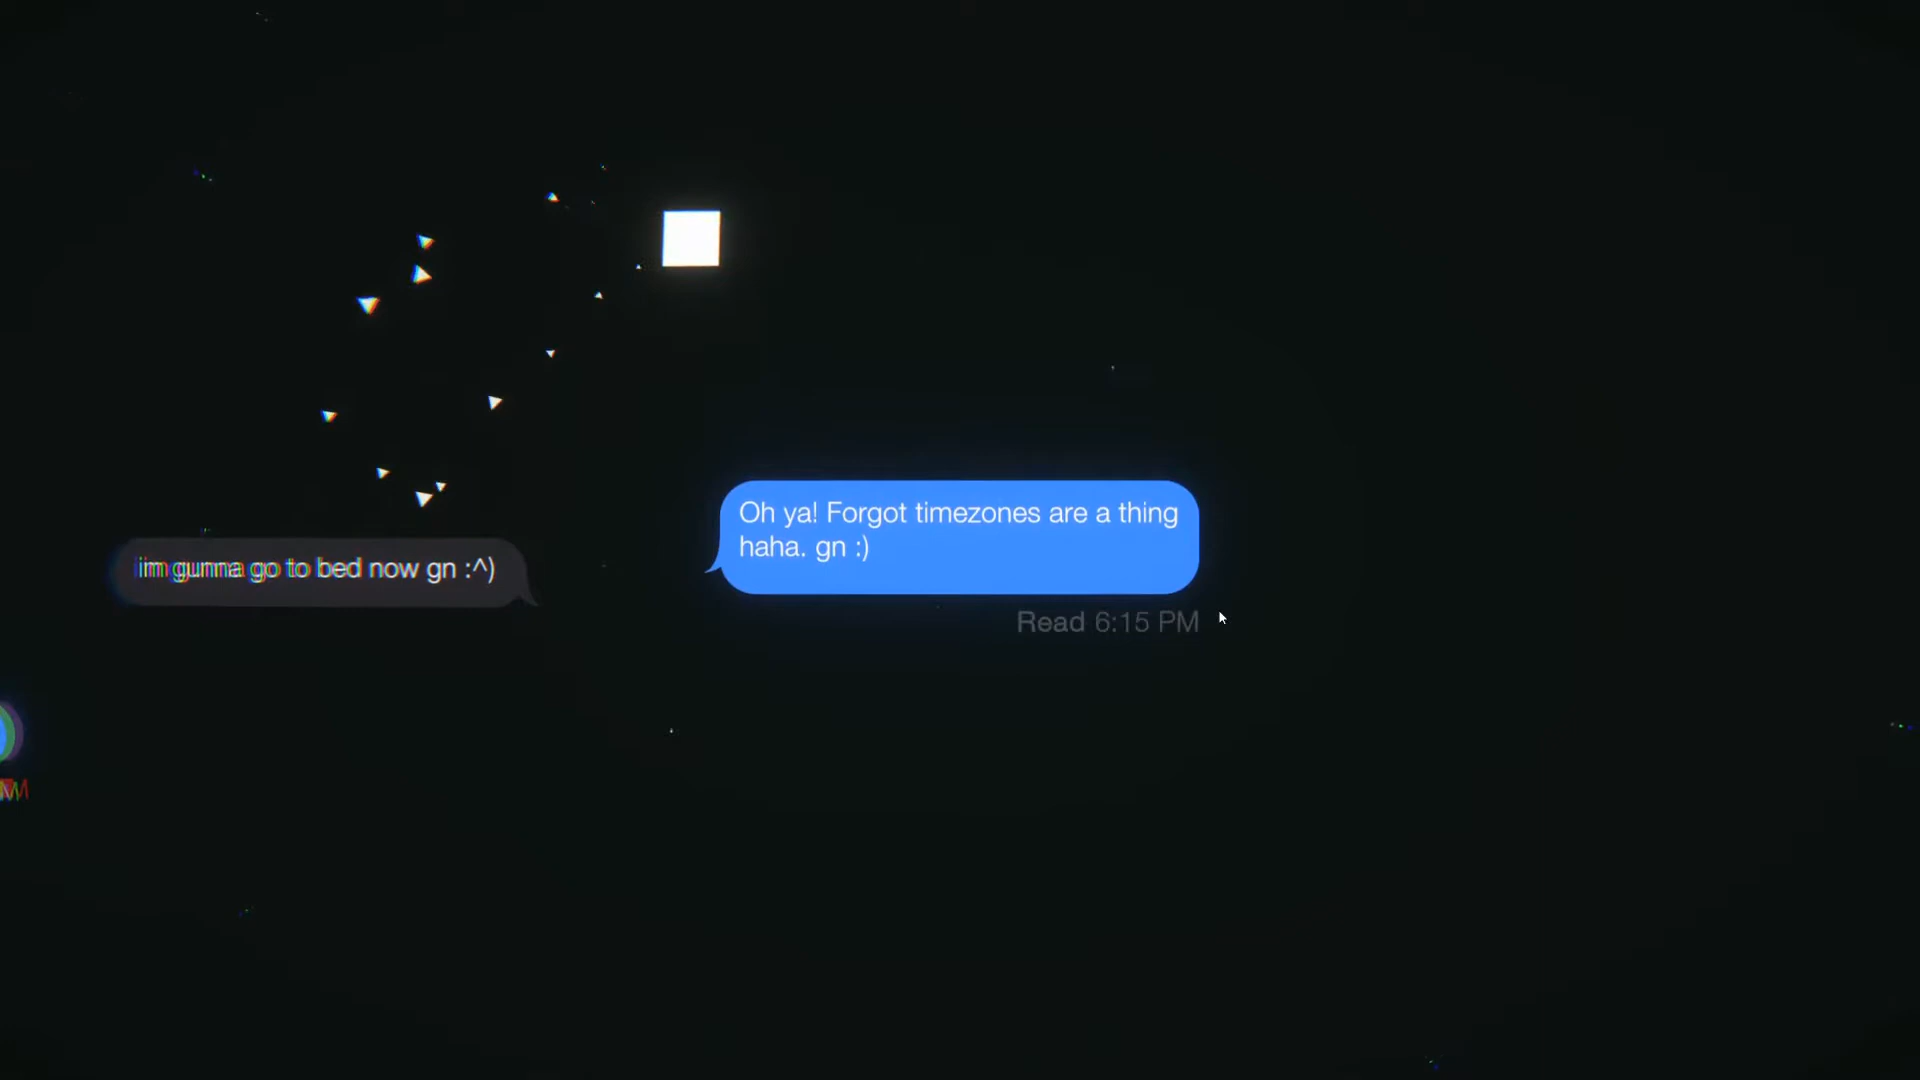 im gunna go to bed now gn :^)
Oh ya! Forgot timezones are a thing
haha. gn :)
Read 6:15 PM